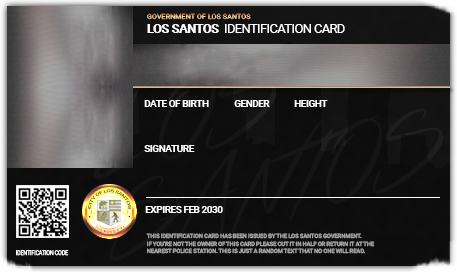 GOVERNMENT OF LOS SANTOS
LOS SANTOS IDENTIFICATION CARD
DATE OF BIRTH GENDER HEIGHT
SIGNATURE
CITY OF LOS SANTOS
EXPIRES FEB 2030
IDENTIFICATION CODE
THIS IDENTIFICATION CARD HAS BEEN ISSUED BY THE LOS SANTOS GOVERNMENT.
IF YOU'RE NOT THE OWNER OF THIS CARD PLEASE CUT IT IN HALF OR RETURN IT AT THE
NEAREST POLICE STATION. THIS IS JUST A RANDOM TEXT THAT NO ONE WILL READ.